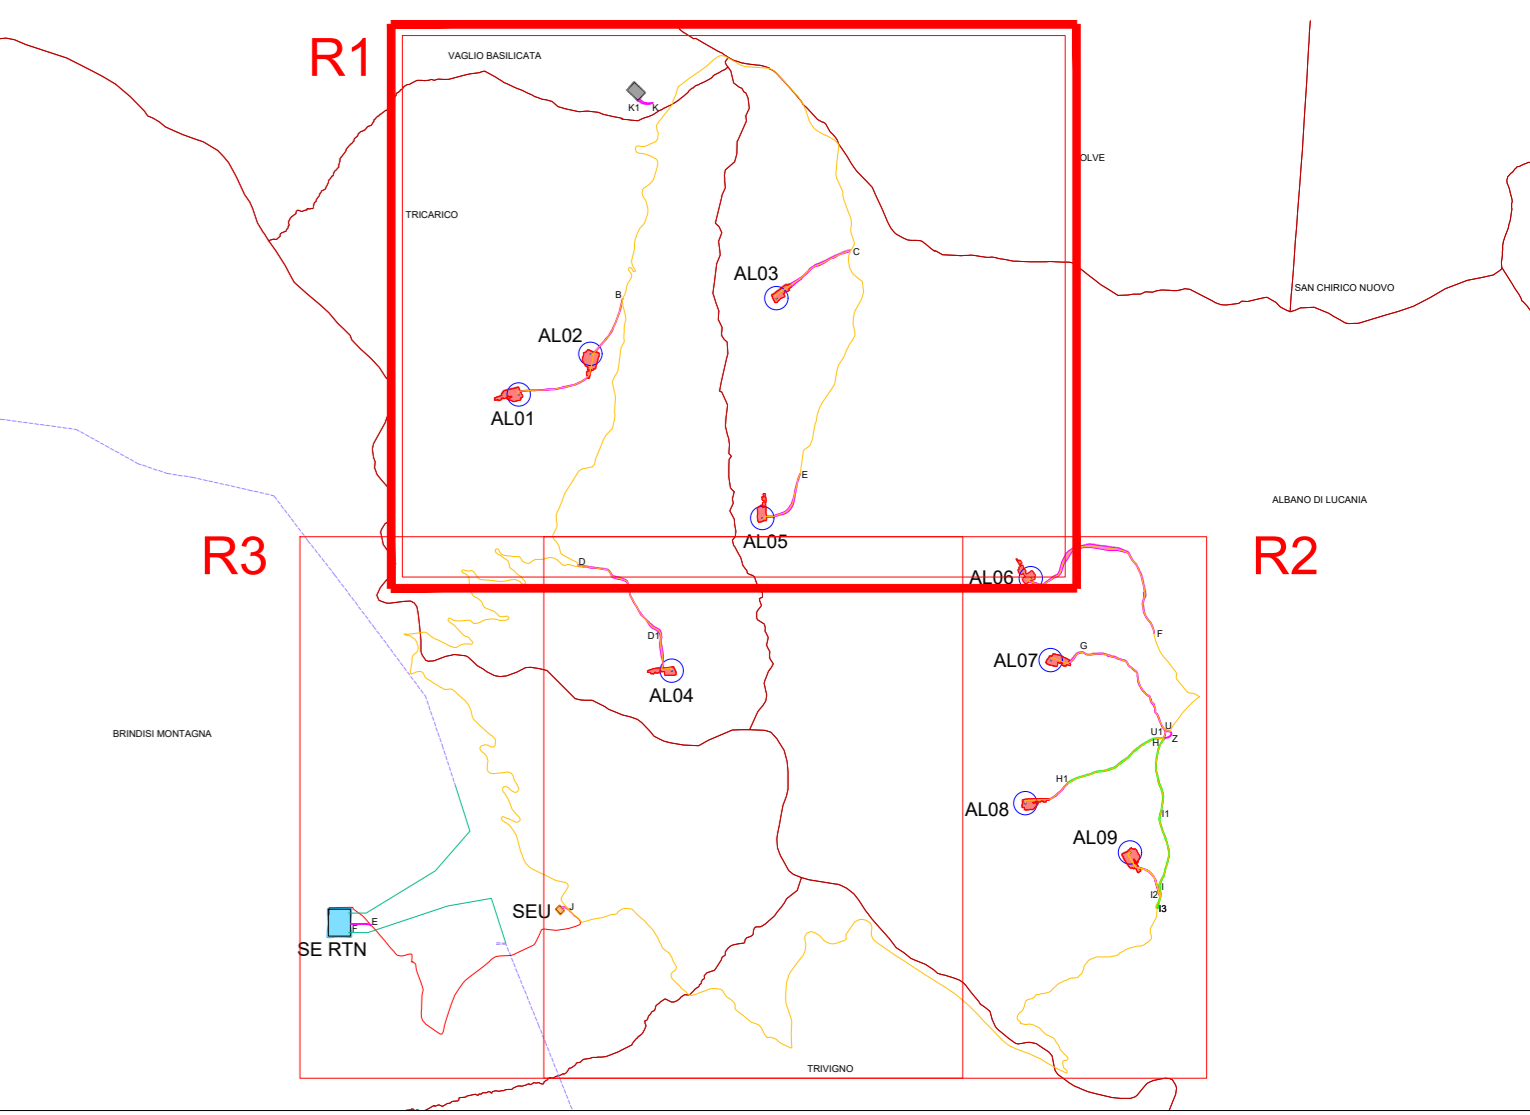 R1
VAGLIO BASILICATA
K1
K
OLVE
TRICARICO
C
AL03
SAN CHIRICO NUOVO
B
AL02
AL01
E
ALBANO DI LUCANIA
R3
AL05
R2
D
AL06
D1
F
G
AL07
AL04
BRINDISI MONTAGNA
U
U1
Z
H
H1
AL08
I1
AL09
I
I2
I3
SEU
J
E
F
SE RTN
TRIVIGNO